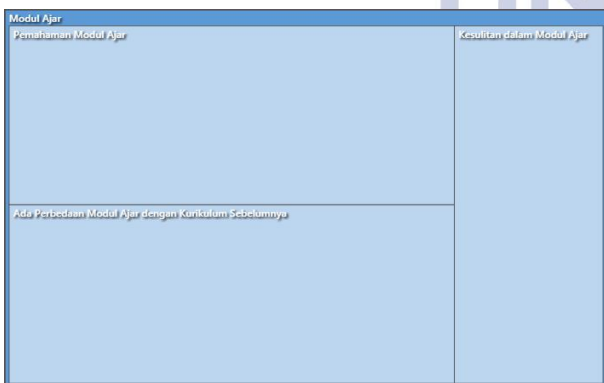 Modul Ajar
Pemahaman Modul Ajar
Kesulitan dalam Modul Ajar
Ada Perbedaan Modul Ajar dengan Kurikulum Sebelumnya